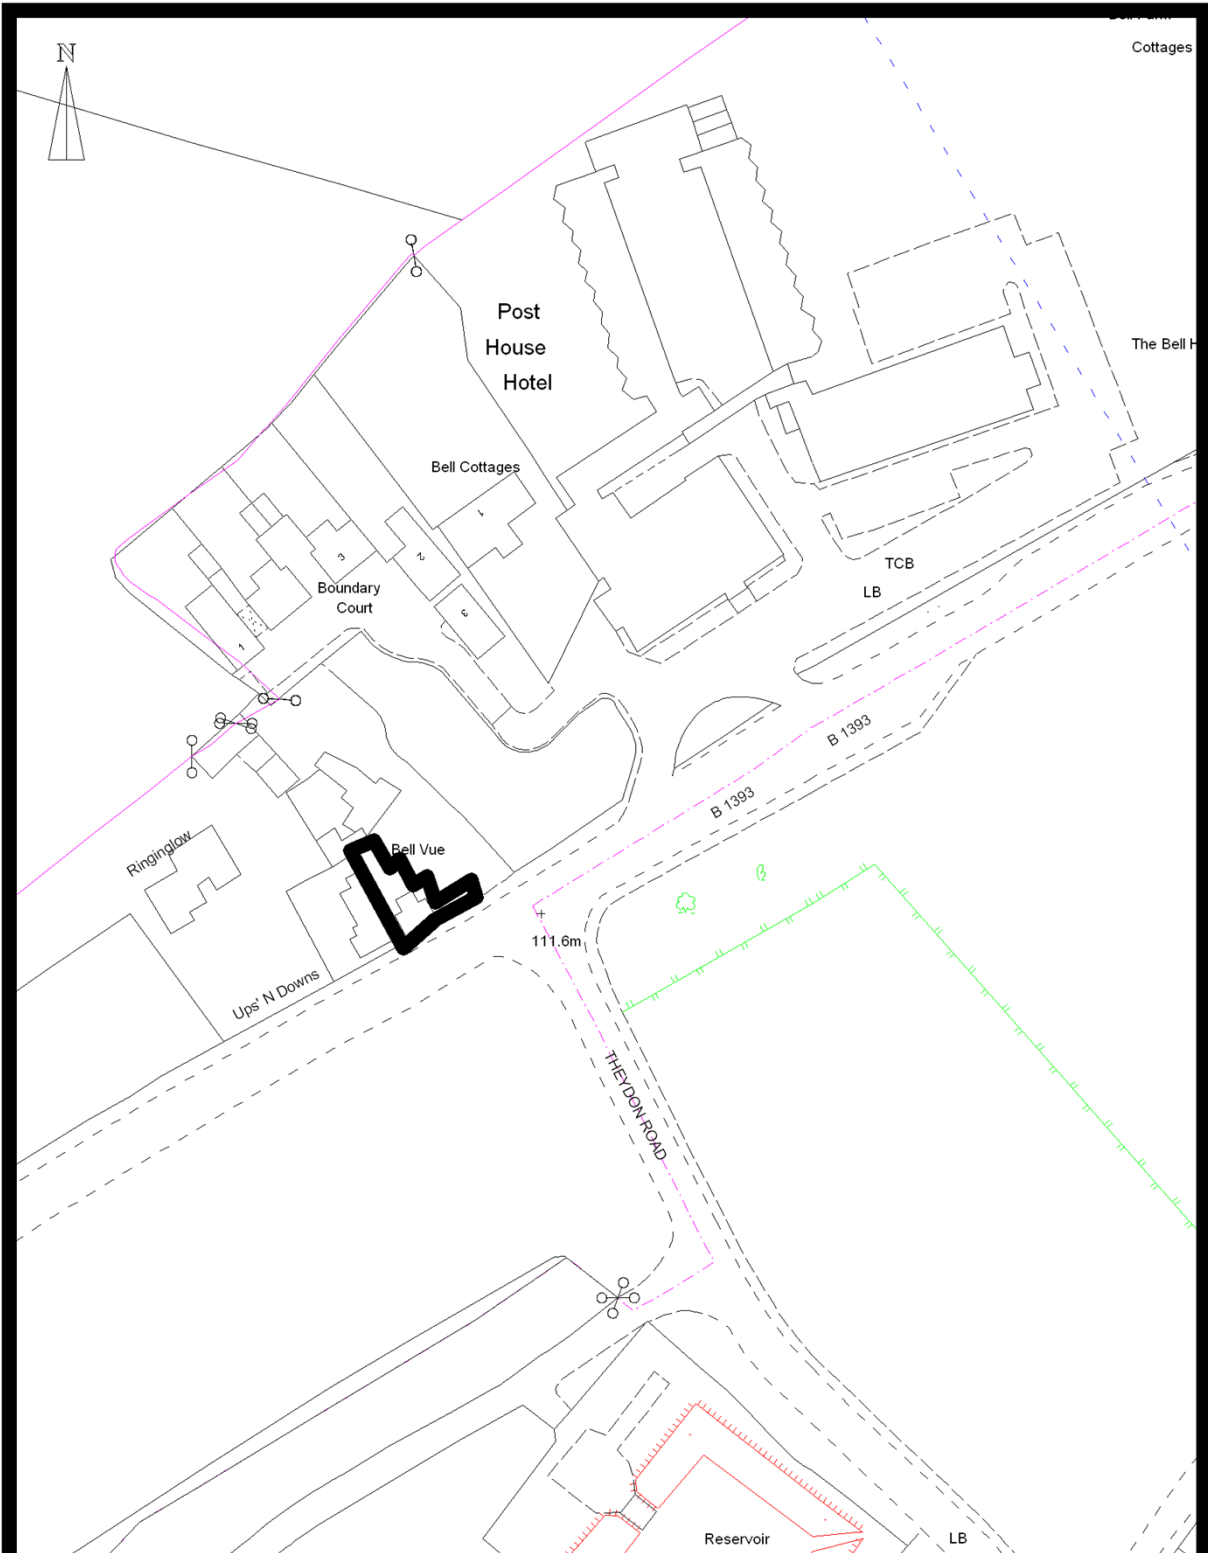 N
Cottages
Post
House
Hotel
The Bell H
Bell Cottages
1
3
2
TCB
Boundary
Court
LB
3
1
B 1393
B 1393
Ringinglow
Bell Vue
111.6m
Ups' N Downs
THEYDON ROAD
Reservoir
LB